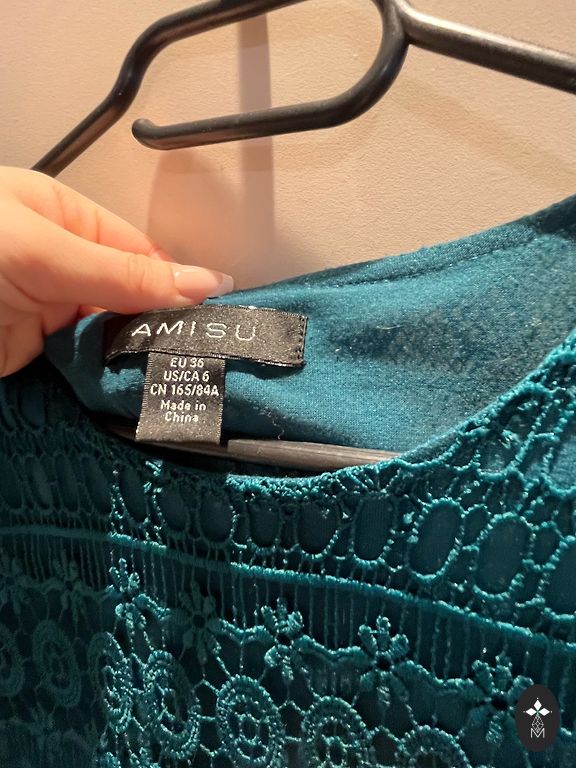 AMISU
EU 36
US/CA 6
CN 165/84A
Made in
China
M